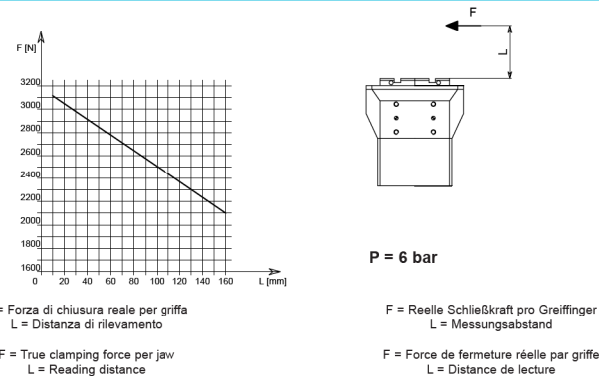 F [N]
3200
3000
2800
2600
2400
2200
2000
1800
1600
0 20 40 60 80 100 120 140 160 L [mm]
F
L
P = 6 bar
= Forza di chiusura reale per griffa
L = Distanza di rilevamento
F = True clamping force per jaw
L = Reading distance
F = Reelle Schließkraft pro Greiffinger
L = Messungsabstand
F = Force de fermeture réelle par griffe
L = Distance de lecture